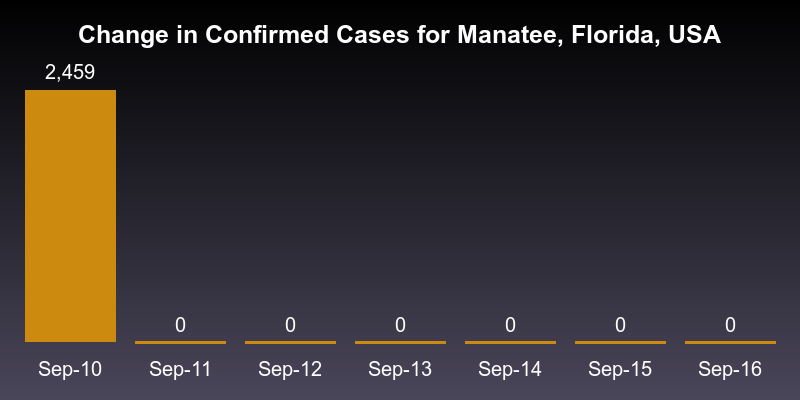 Change in Confirmed Cases for Manatee, Florida, USA
2,459
0 0 0 0 0 0
Sep-10 Sep-11 Sep-12 Sep-13 Sep-14 Sep-15 Sep-16